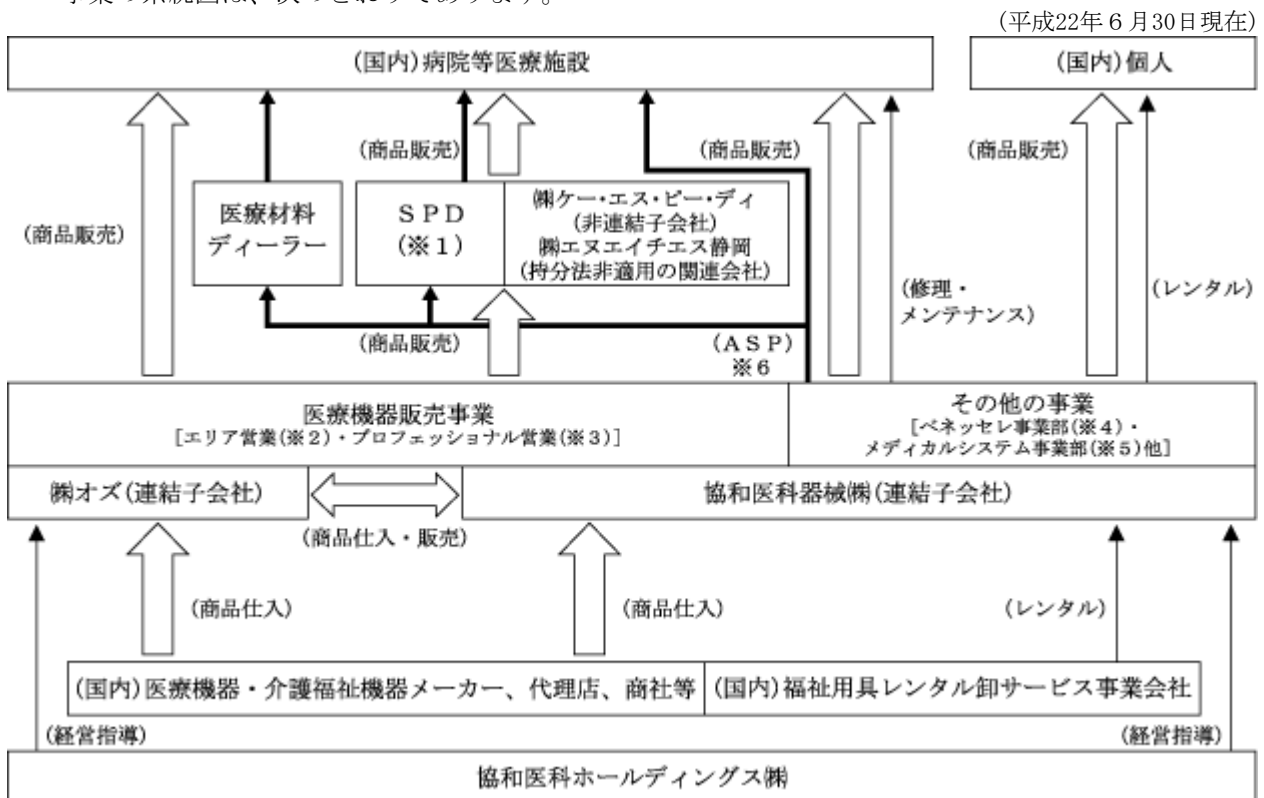 事業の系統図は、次のとおりであります。
(平成22年6月30日現在)
(国内)病院等医療施設
(国内)個人
(商品販売)
(商品販売)
(商品販売)
医療材料
ディーラー
SPD
(※1)
㈱ケー・エス・ピー・ディ
(非連結子会社)
㈱エヌエイチエス静岡
(持分法非適用の関連会社)
(商品販売)
(修理・
メンテナンス)
(レンタル)
(商品販売)
(ASP)
※6
医療機器販売事業
[エリア営業(※2)・プロフェッショナル営業(※3)]
その他の事業
[ベネッセレ事業部(※4)・
メディカルシステム事業部(※5)他]
㈱オズ(連結子会社)
協和医科器械㈱(連結子会社)
(商品仕入・販売)
(商品仕入)
(商品仕入)
(レンタル)
(国内)医療機器・介護福祉機器メーカー、代理店、商社等
(国内)福祉用具レンタル卸サービス事業会社
(経営指導)
(経営指導)
協和医科ホールディングス㈱